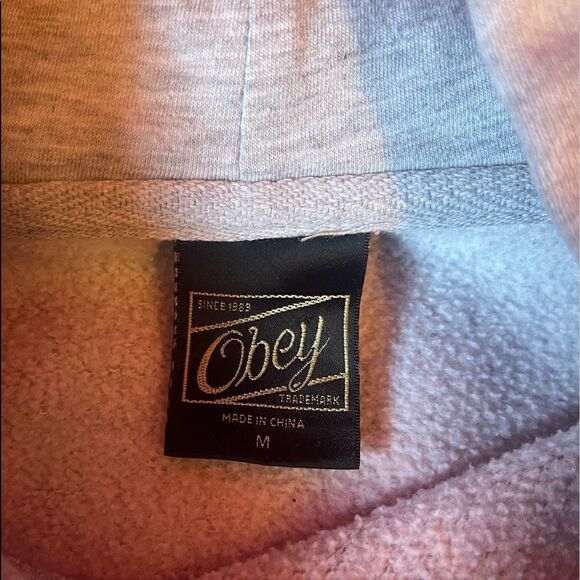 SINCE 1989
Obey
TRADEMARK
MADE IN CHINA
M